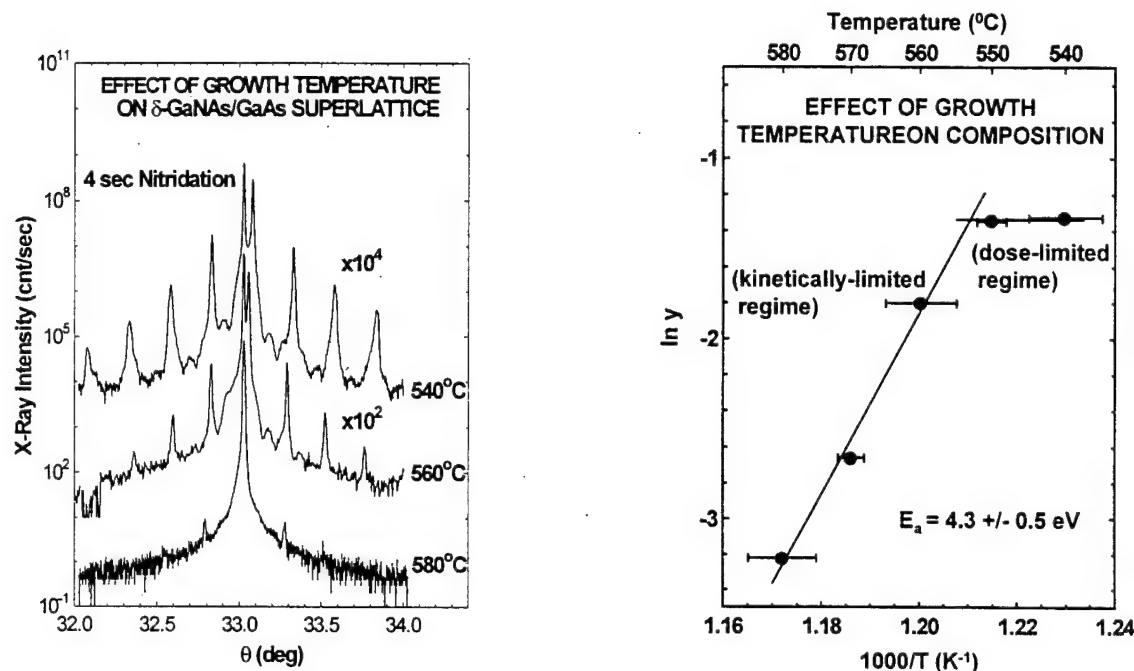 EFFECT OF GROWTH TEMPERATURE
ON δ-GaNAs/GaAs SUPERLATTICE
4 sec Nitridation
x10⁴
540°C
x10²
560°C
580°C
X-Ray Intensity (cnt/sec)
10¹¹
10⁸
10⁵
10²
10⁻¹
32.0 32.5 33.0 33.5 34.0
θ (deg)
Temperature (⁰C)
580 570 560 550 540
EFFECT OF GROWTH
TEMPERATUREON COMPOSITION
(kinetically-limited
regime)
(dose-limited
regime)
Eₐ = 4.3 +/- 0.5 eV
ln y
-1
-2
-3
1.16 1.18 1.20 1.22 1.24
1000/T (K⁻¹)